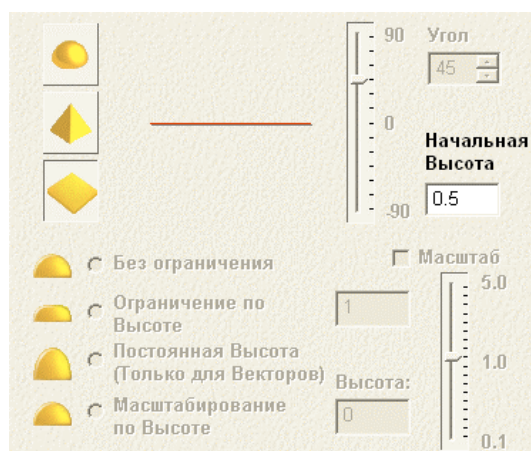 90
Угол
45
0
Начальная
Высота
0.5
-90
Без ограничения
Масштаб
5.0
Ограничение по
Высоте
1
Постоянная Высота
(Только для Векторов)
1.0
Высота:
Масштабирование
по Высоте
0
0.1